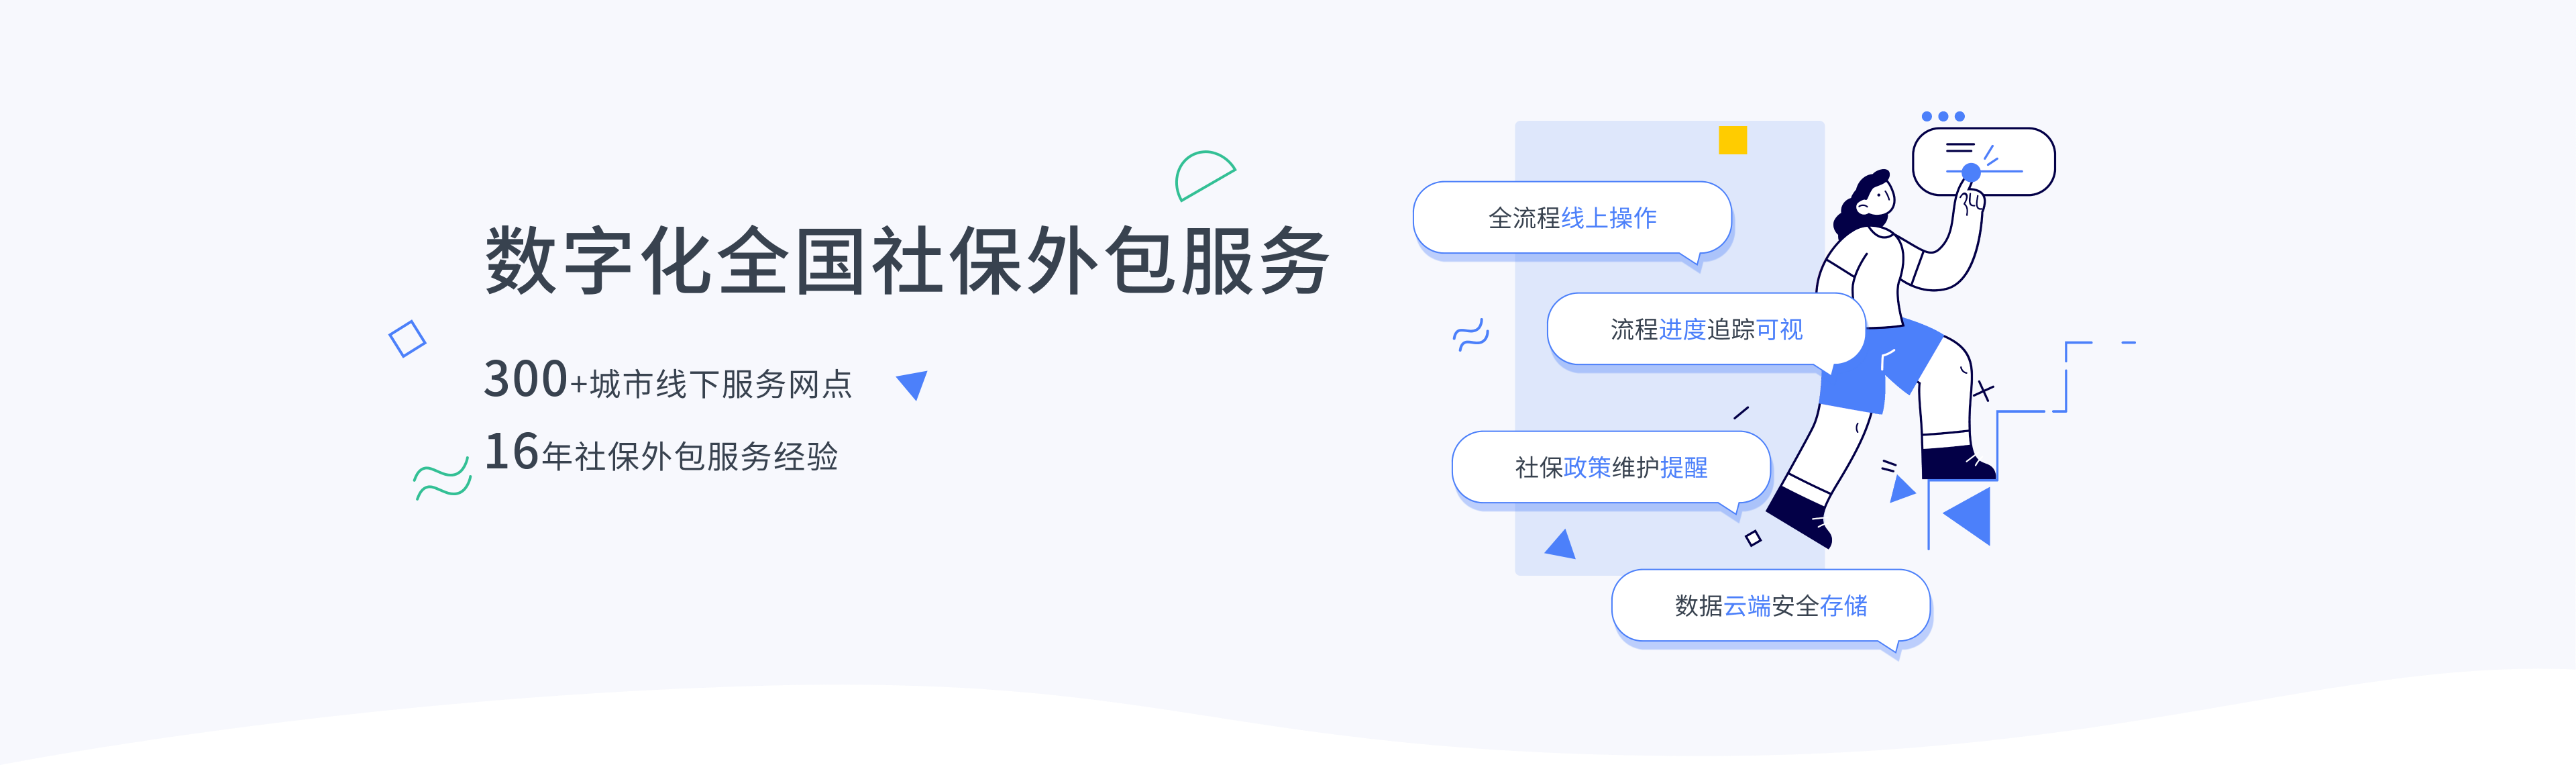 数字化全国社保外包服务
300+城市线下服务网点
16年社保外包服务经验
全流程线上操作
流程进度追踪可视
社保政策维护提醒
数据云端安全存储